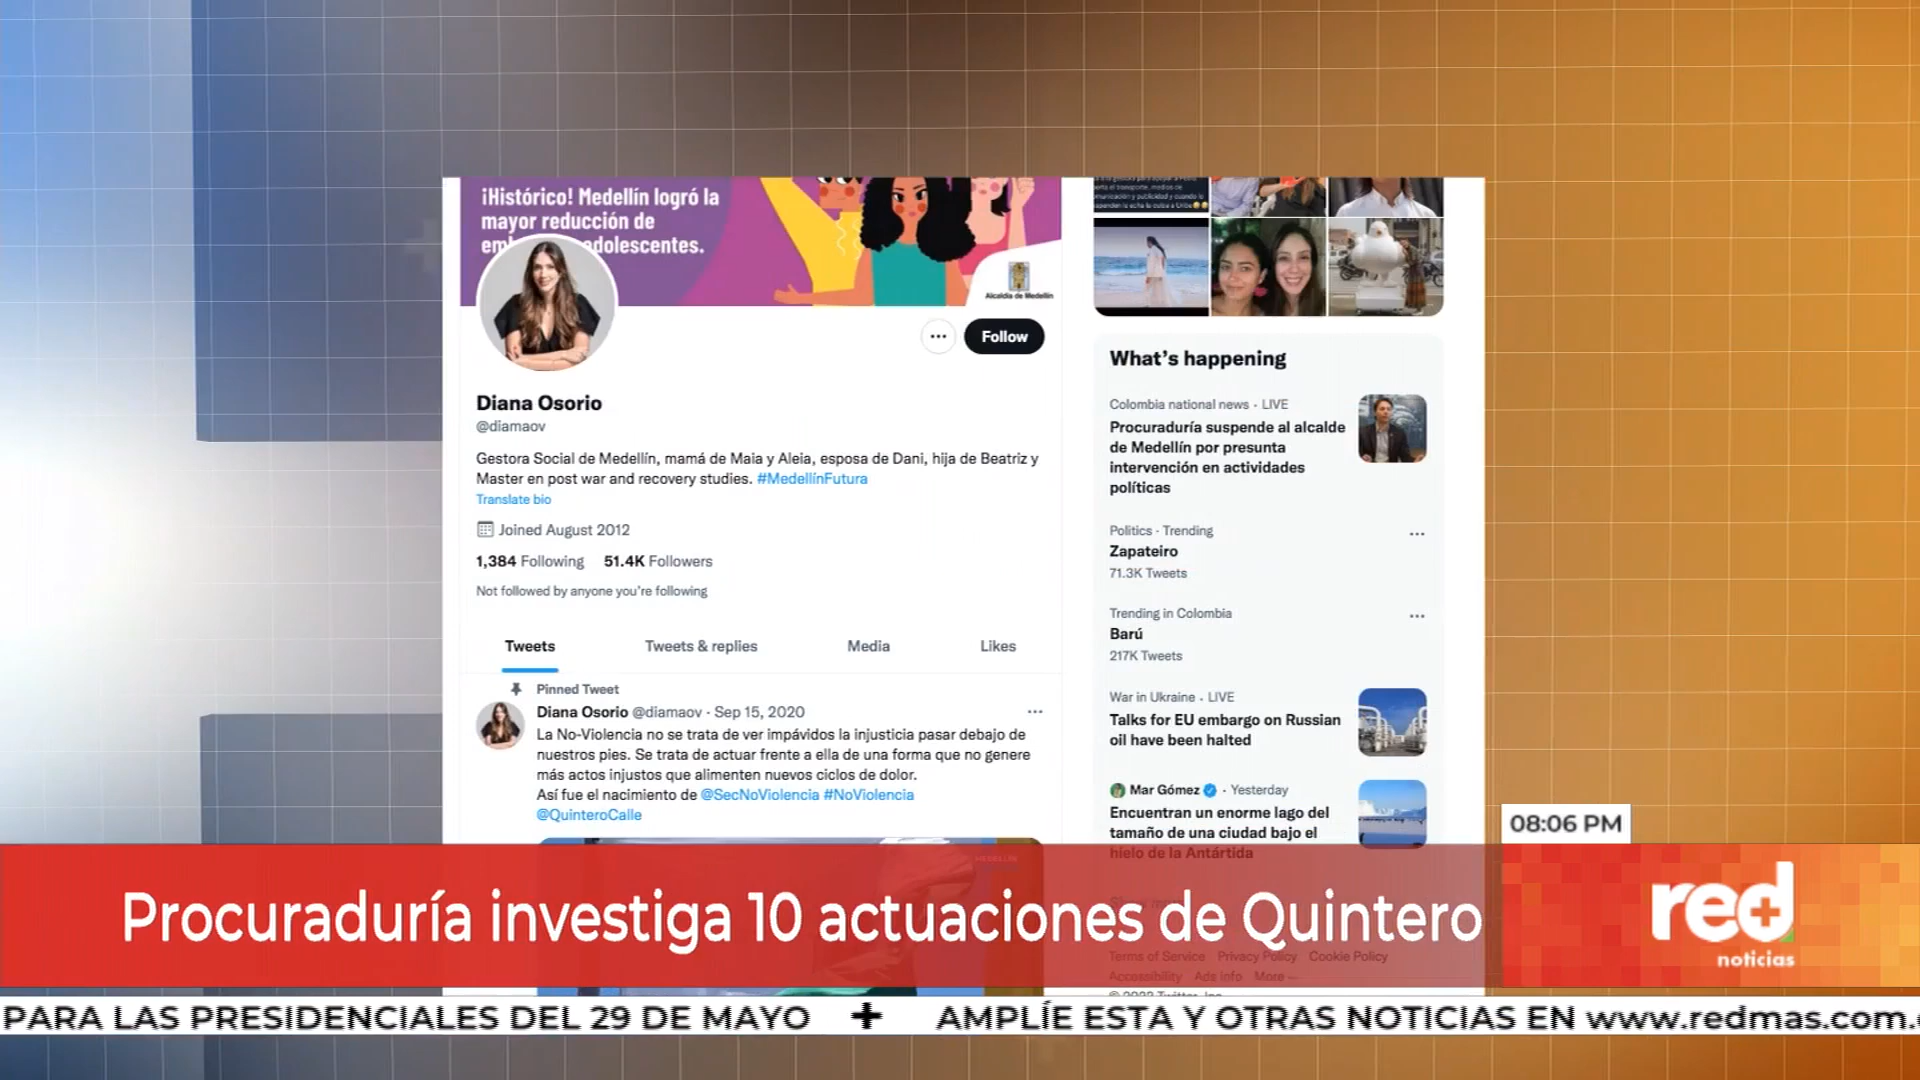 ¡Histórico! Medellín logró la
mayor reducción de
adolescentes.
Alcaldía de Medellín
Follow
Diana Osorio
@diamaov
Gestora Social de Medellín, mamá de Maia y Aleia, esposa de Dani, hija de Beatriz y
Master en post war and recovery studies. #MedellínFutura
Translate bio
Joined August 2012
1,384 Following 51.4K Followers
Not followed by anyone you're following
Tweets Tweets & replies Media Likes
Pinned Tweet
Diana Osorio @diamaov · Sep 15, 2020
La No-Violencia no se trata de ver impávidos la injusticia pasar debajo de
nuestros pies. Se trata de actuar frente a ella de una forma que no genere
más actos injustos que alimenten nuevos ciclos de dolor.
Así fue el nacimiento de @SecNoViolencia #NoViolencia
@QuinteroCalle
What's happening
Colombia national news · LIVE
Procuraduría suspende al alcalde
de Medellín por presunta
intervención en actividades
políticas
Politics · Trending
Zapateiro
71.3K Tweets
Trending in Colombia
Barú
217K Tweets
War in Ukraine · LIVE
Talks for EU embargo on Russian
oil have been halted
Mar Gómez · Yesterday
Encuentran un enorme lago del
tamaño de una ciudad bajo el
hielo de la Antártida
Terms of Service Privacy Policy Cookie Policy
Accessibility Ads info More
08:06 PM
Procuraduría investiga 10 actuaciones de Quintero
red
noticias
PARA LAS PRESIDENCIALES DEL 29 DE MAYO + AMPLÍE ESTA Y OTRAS NOTICIAS EN www.redmas.com.